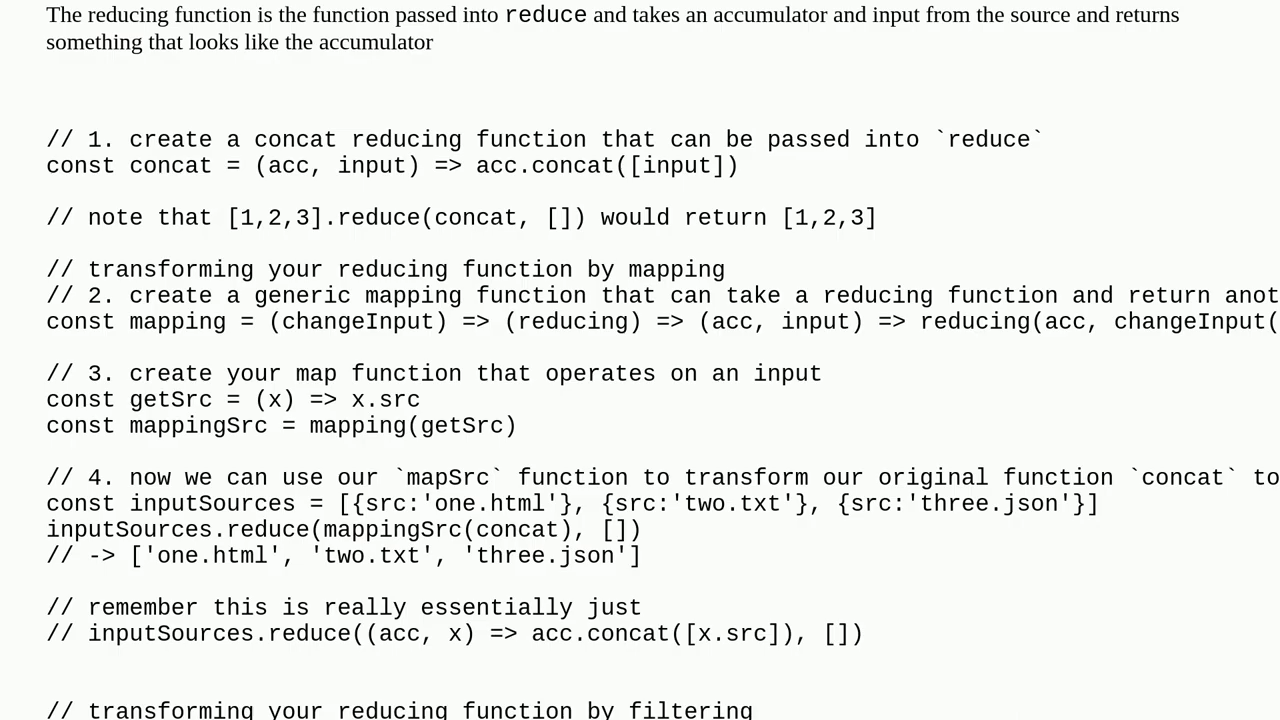 The reducing function is the function passed into reduce and takes an accumulator and input from the source and returns
something that looks like the accumulator
// 1. create a concat reducing function that can be passed into `reduce`
const concat = (acc, input) => acc.concat([input])
// note that [1,2,3].reduce(concat, []) would return [1,2,3]
// transforming your reducing function by mapping
// 2. create a generic mapping function that can take a reducing function and return anot
const mapping = (changeInput) => (reducing) => (acc, input) => reducing(acc, changeInput(
// 3. create your map function that operates on an input
const getSrc = (x) => x.src
const mappingSrc = mapping(getSrc)
// 4. now we can use our `mapSrc` function to transform our original function `concat` to
const inputSources = [{src:'one.html'}, {src:'two.txt'}, {src:'three.json'}]
inputSources.reduce(mappingSrc(concat), [])
// -> ['one.html', 'two.txt', 'three.json']
// remember this is really essentially just
// inputSources.reduce((acc, x) => acc.concat([x.src]), [])
// transforming your reducing function by filtering